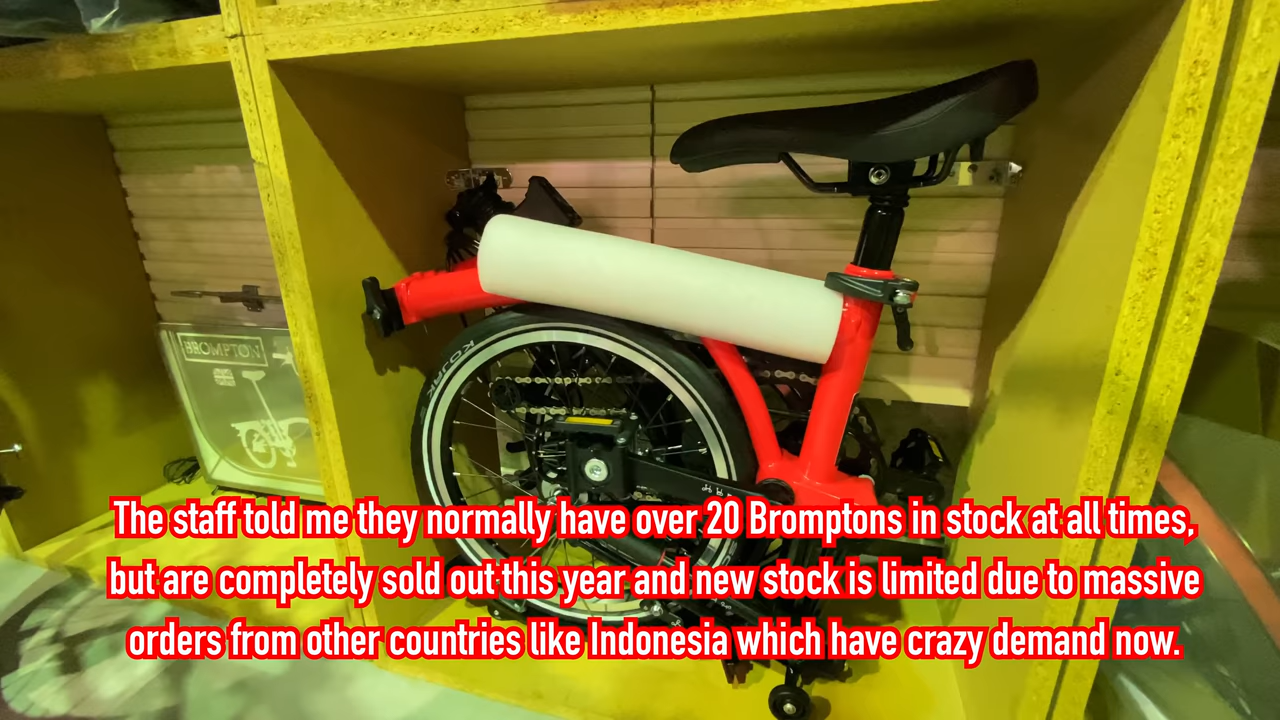 KOJAK
BROMPTON
The staff told me they normally have over 20 Bromptons in stock at all times,
but are completely sold out this year and new stock is limited due to massive
orders from other countries like Indonesia which have crazy demand now.